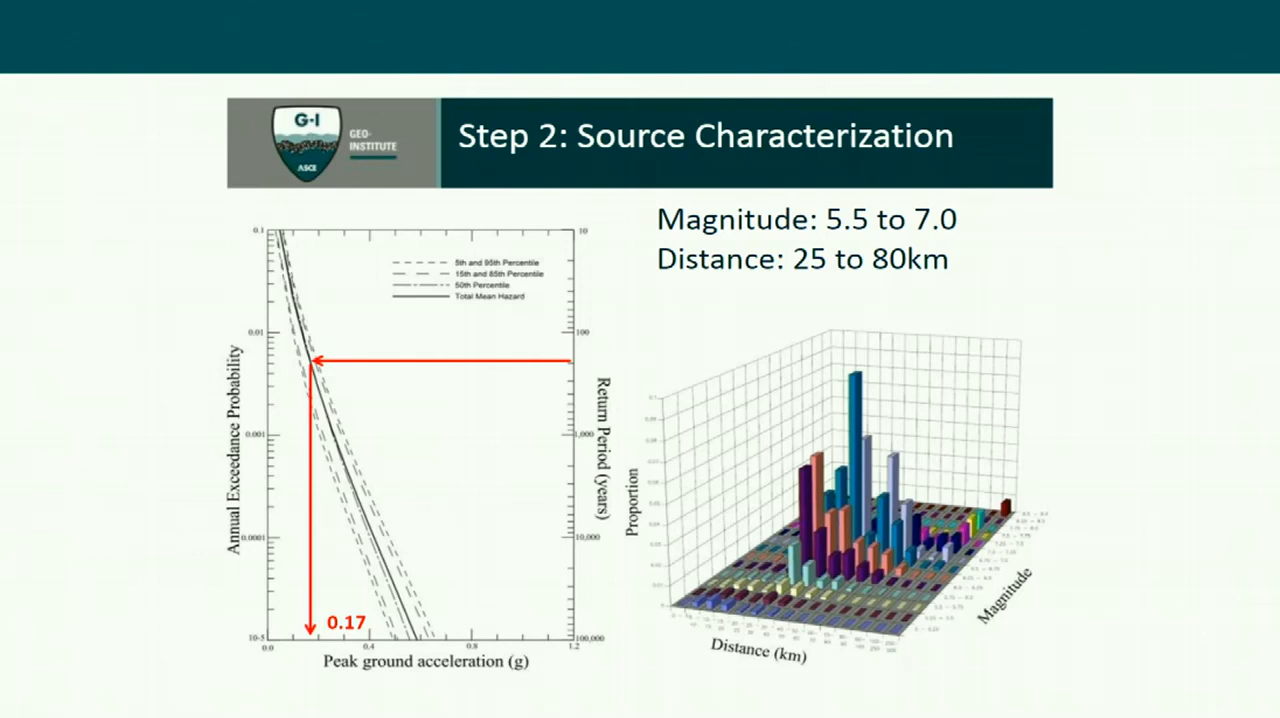 G-I
GEO-
INSTITUTE
ASCE
Step 2: Source Characterization
Magnitude: 5.5 to 7.0
Distance: 25 to 80km
0.1
10
5th and 95th Percentile
15th and 85th Percentile
50th Percentile
Total Mean Hazard
0.01
100
0.001
1,000
0.0001
10,000
10-5
100,000
Annual Exceedance Probability
Return Period (years)
0.17
0.0
0.4
0.8
1.2
Peak ground acceleration (g)
Proportion
Distance (km)
Magnitude